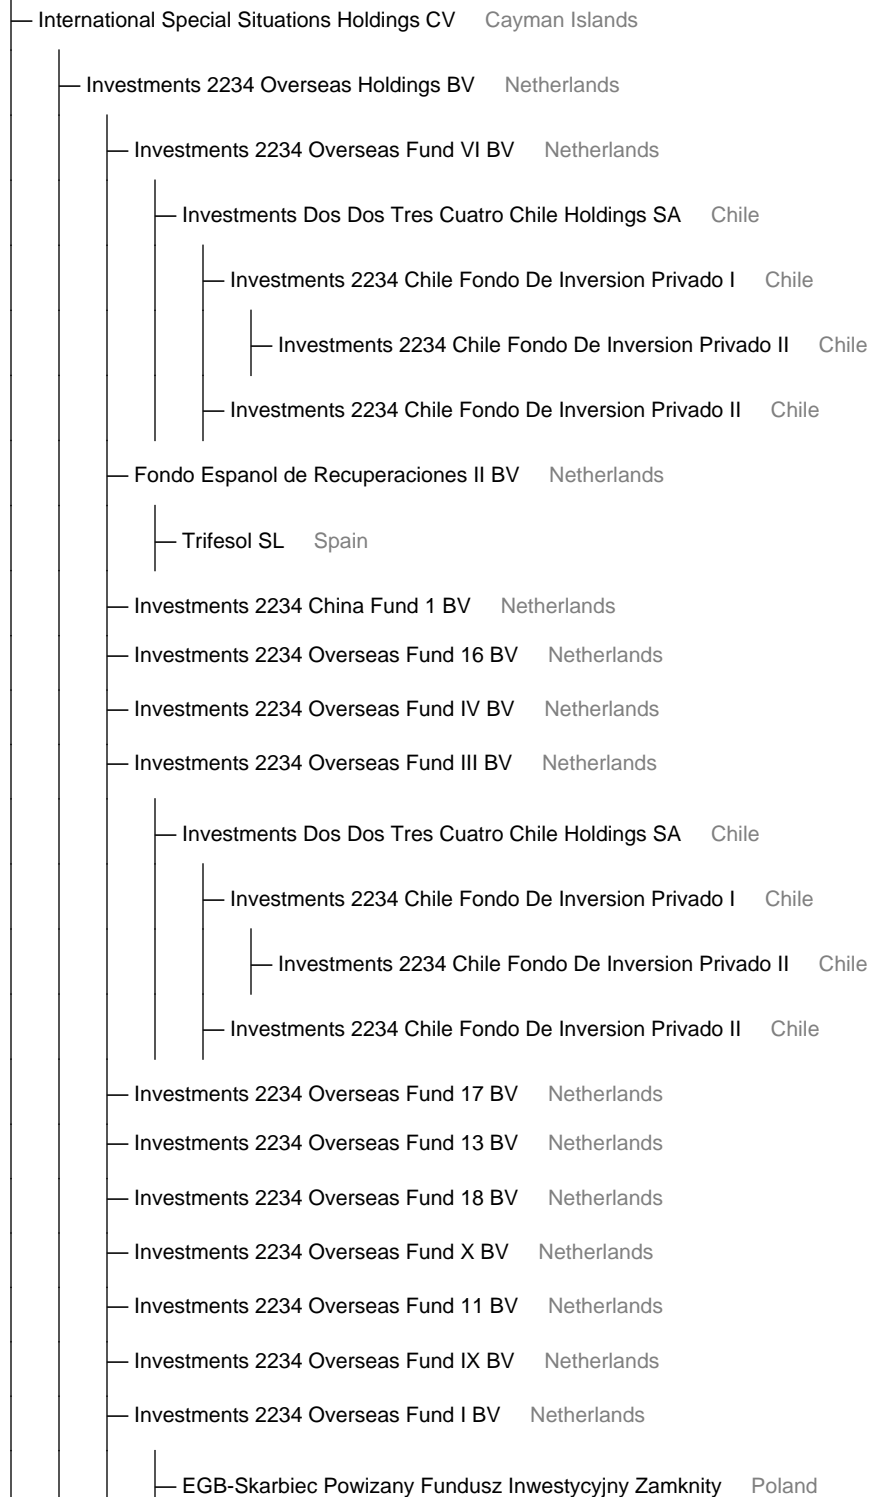 International Special Situations Holdings CV Cayman Islands
Investments 2234 Overseas Holdings BV Netherlands
Investments 2234 Overseas Fund VI BV Netherlands
Investments Dos Dos Tres Cuatro Chile Holdings SA Chile
Investments 2234 Chile Fondo De Inversion Privado I Chile
Investments 2234 Chile Fondo De Inversion Privado II Chile
Investments 2234 Chile Fondo De Inversion Privado II Chile
Fondo Espanol de Recuperaciones II BV Netherlands
Trifesol SL Spain
Investments 2234 China Fund 1 BV Netherlands
Investments 2234 Overseas Fund 16 BV Netherlands
Investments 2234 Overseas Fund IV BV Netherlands
Investments 2234 Overseas Fund III BV Netherlands
Investments Dos Dos Tres Cuatro Chile Holdings SA Chile
Investments 2234 Chile Fondo De Inversion Privado I Chile
Investments 2234 Chile Fondo De Inversion Privado II Chile
Investments 2234 Chile Fondo De Inversion Privado II Chile
Investments 2234 Overseas Fund 17 BV Netherlands
Investments 2234 Overseas Fund 13 BV Netherlands
Investments 2234 Overseas Fund 18 BV Netherlands
Investments 2234 Overseas Fund X BV Netherlands
Investments 2234 Overseas Fund 11 BV Netherlands
Investments 2234 Overseas Fund IX BV Netherlands
Investments 2234 Overseas Fund I BV Netherlands
EGB-Skarbiec Powizany Fundusz Inwestycyjny Zamknity Poland